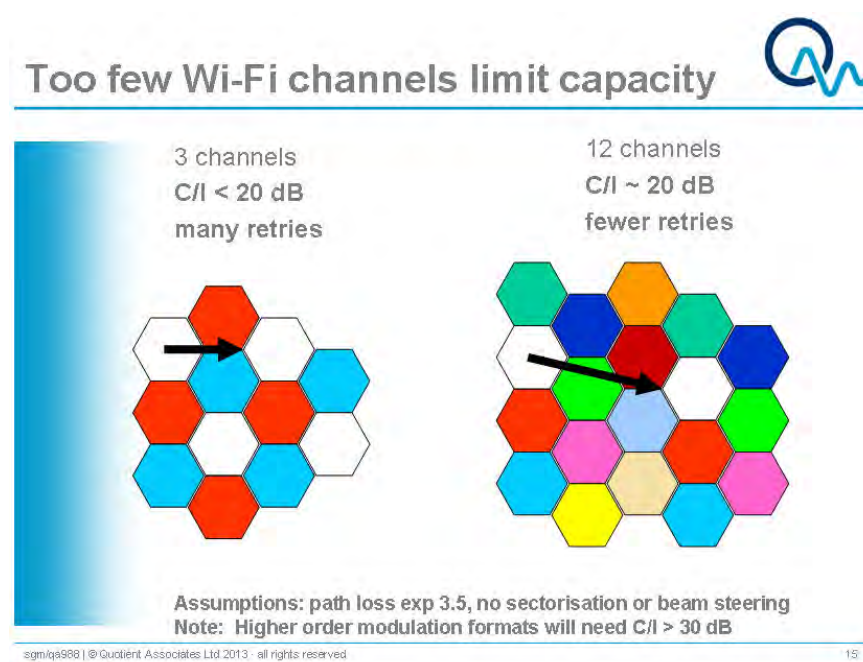 Too few Wi-Fi channels limit capacity
3 channels
C/I < 20 dB
many retries
12 channels
C/I ~ 20 dB
fewer retries
Assumptions: path loss exp 3.5, no sectorisation or beam steering
Note: Higher order modulation formats will need C/I > 30 dB
sgm/qa988 | © Quotient Associates Ltd 2013 - all rights reserved
15